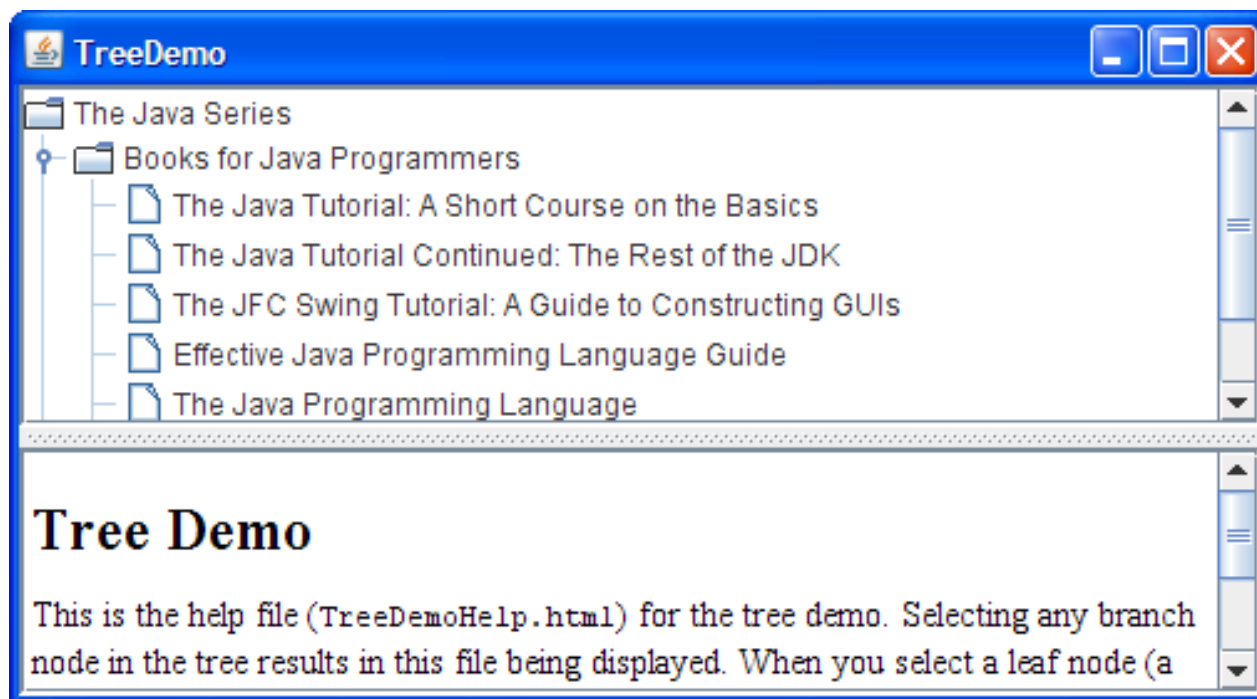 TreeDemo
The Java Series
Books for Java Programmers
The Java Tutorial: A Short Course on the Basics
The Java Tutorial Continued: The Rest of the JDK
The JFC Swing Tutorial: A Guide to Constructing GUIs
Effective Java Programming Language Guide
The Java Programming Language
Tree Demo
This is the help file (TreeDemoHelp.html) for the tree demo. Selecting any branch
node in the tree results in this file being displayed. When you select a leaf node (a